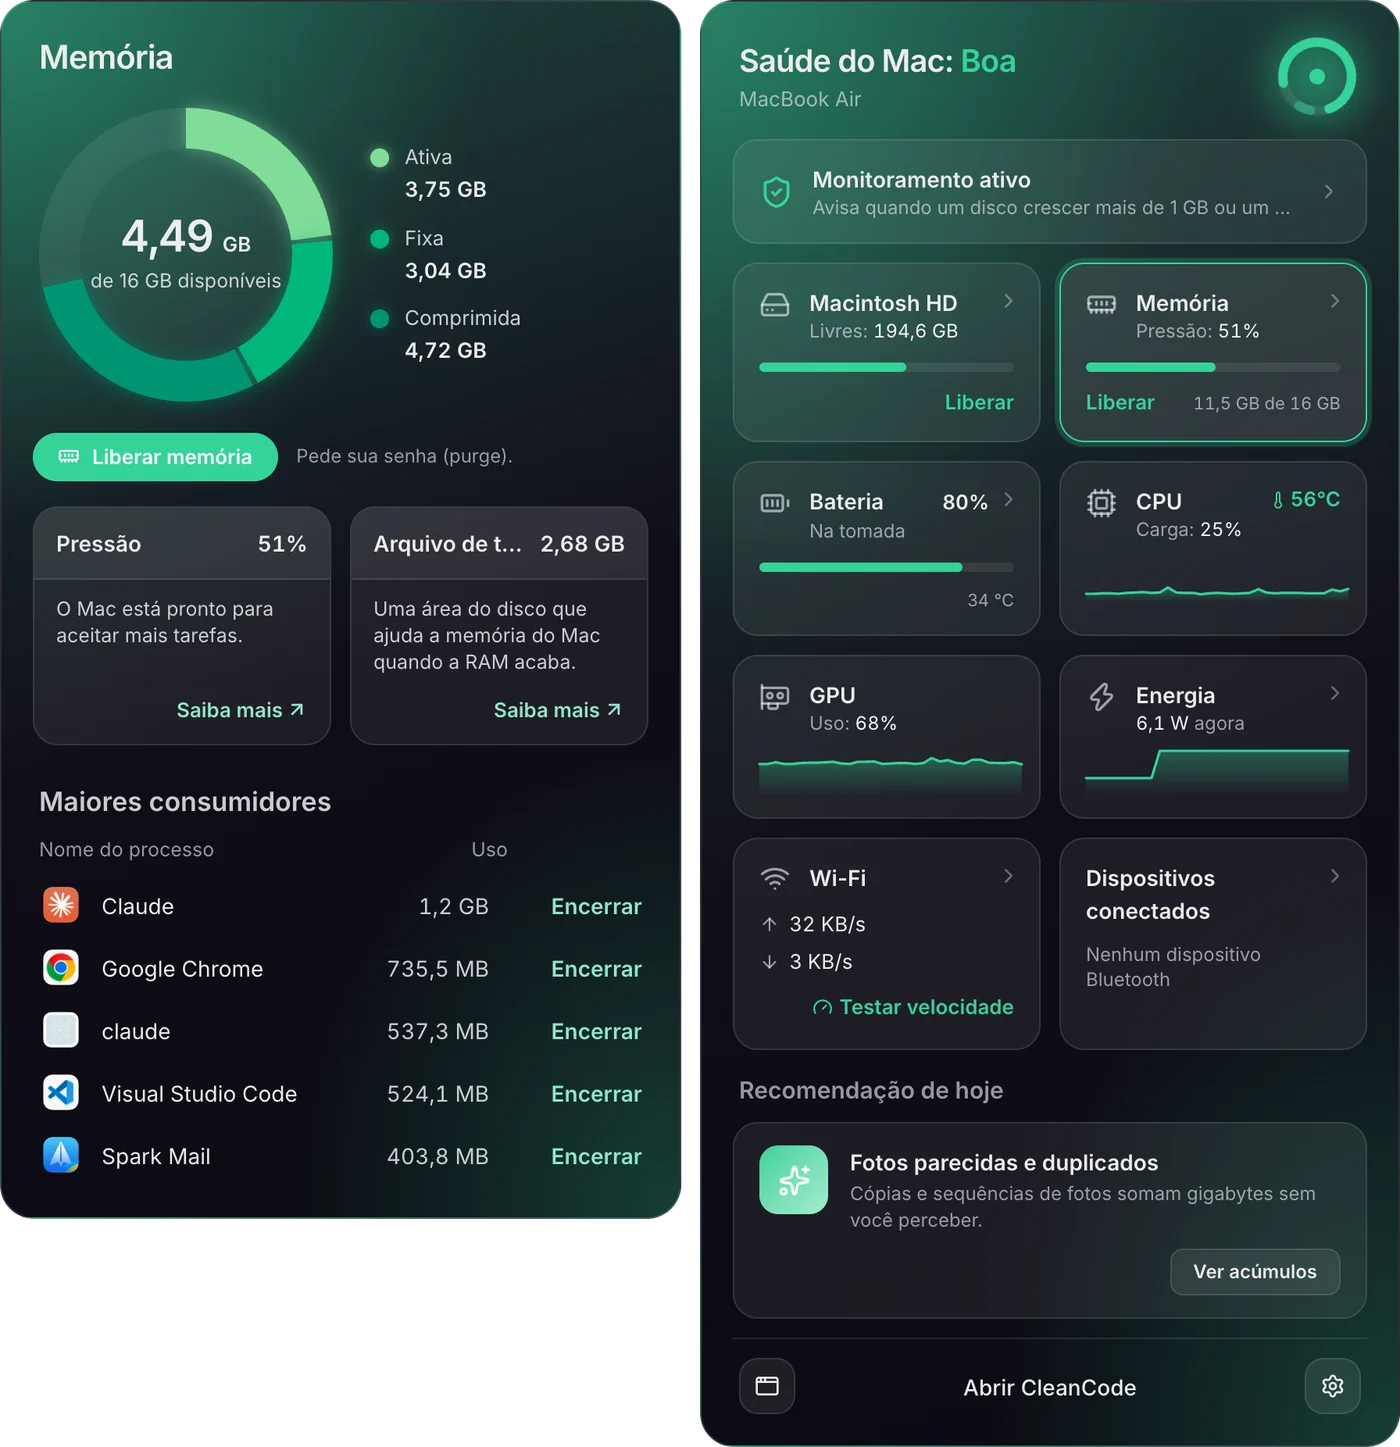 Memória
4,49 GB
de 16 GB disponíveis
Ativa
3,75 GB
Fixa
3,04 GB
Comprimida
4,72 GB
Liberar memória
Pede sua senha (purge).
Pressão 51%
O Mac está pronto para
aceitar mais tarefas.
Saiba mais
Arquivo de t... 2,68 GB
Uma área do disco que
ajuda a memória do Mac
quando a RAM acaba.
Saiba mais
Maiores consumidores
Nome do processo Uso
Claude 1,2 GB Encerrar
Google Chrome 735,5 MB Encerrar
claude 537,3 MB Encerrar
Visual Studio Code 524,1 MB Encerrar
Spark Mail 403,8 MB Encerrar
Saúde do Mac: Boa
MacBook Air
Monitoramento ativo
Avisa quando um disco crescer mais de 1 GB ou um ...
Macintosh HD
Livres: 194,6 GB
Liberar
Memória
Pressão: 51%
Liberar 11,5 GB de 16 GB
Bateria 80%
Na tomada
34 °C
CPU 56°C
Carga: 25%
GPU
Uso: 68%
Energia
6,1 W agora
Wi-Fi
↑ 32 KB/s
↓ 3 KB/s
Testar velocidade
Dispositivos
conectados
Nenhum dispositivo
Bluetooth
Recomendação de hoje
Fotos parecidas e duplicados
Cópias e sequências de fotos somam gigabytes sem
você perceber.
Ver acúmulos
Abrir CleanCode